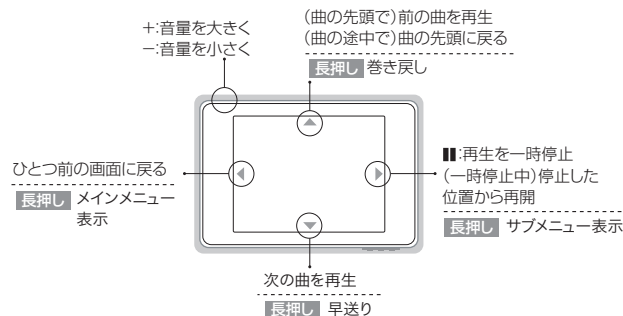 ＋:音量を大きく
－:音量を小さく
(曲の先頭で)前の曲を再生
(曲の途中で)曲の先頭に戻る
長押し 巻き戻し
ひとつ前の画面に戻る
長押し メインメニュー
表示
▮▮:再生を一時停止
(一時停止中)停止した
位置から再開
長押し サブメニュー表示
次の曲を再生
長押し 早送り